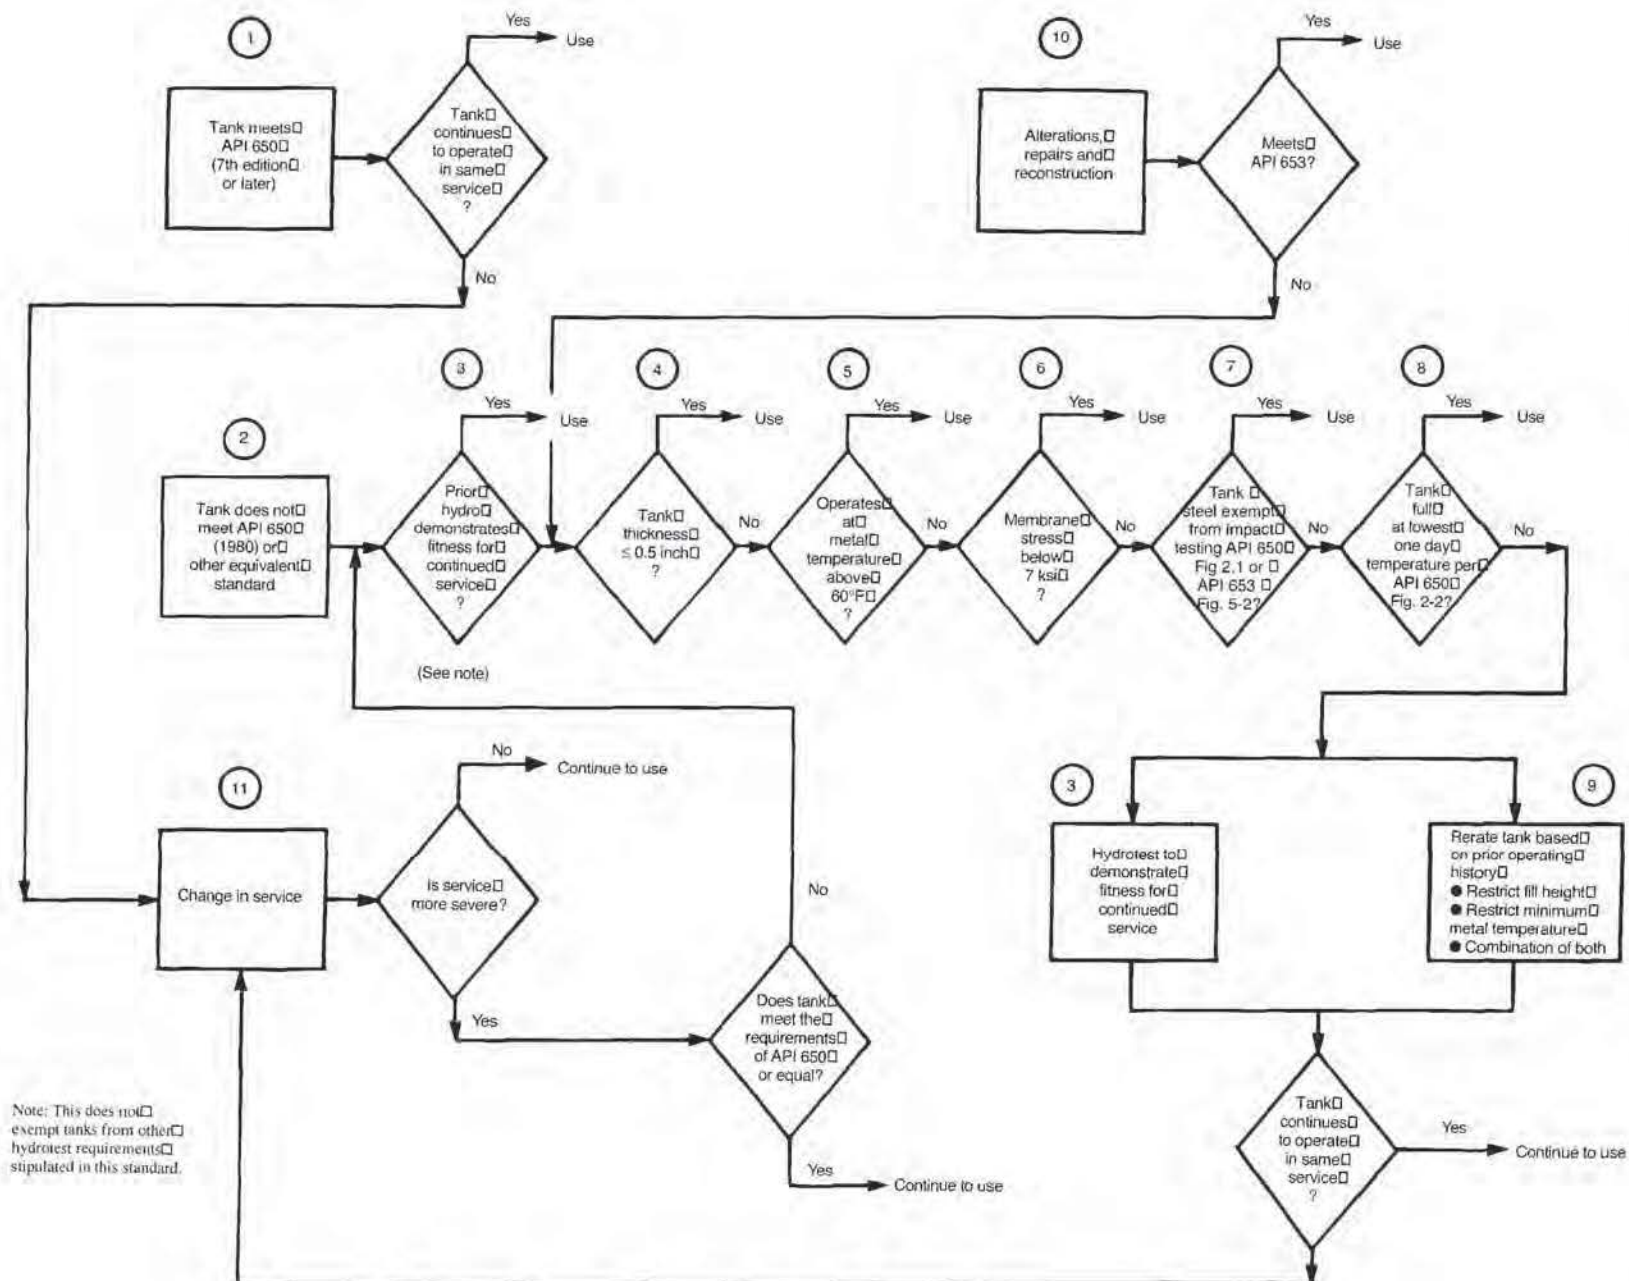 1
Yes
Use
Tank meets□
API 650□
(7th edition□
or later)
Tank□
continues□
to operate□
in same□
service□
?
No
10
Yes
Use
Alterations,□
repairs and□
reconstruction
Meets□
API 653?
No
2
Tank does not□
meet API 650□
(1980) or□
other equivalent□
standard
3
Yes
Use
Prior□
hydro□
demonstrates□
fitness for□
continued□
service□
?
(See note)
4
Yes
Use
Tank□
thickness□
≤ 0.5 inch□
?
No
5
Yes
Use
Operates□
at□
metal□
temperature□
above□
60°F□
?
No
6
Yes
Use
Membrane□
stress□
below□
7 ksi□
?
No
7
Yes
Use
Tank □
steel exempt□
from impact□
testing API 650□
Fig 2.1 or □
API 653 □
Fig. 5-2?
No
8
Yes
Use
Tank□
full□
at lowest□
one day□
temperature per□
API 650□
Fig. 2-2?
No
11
Change in service
No
Continue to use
Is service□
more severe?
Yes
No
Does tank□
meet the□
requirements□
of API 650□
or equal?
Yes
Continue to use
3
Hydrotest to□
demonstrate□
fitness for□
continued□
service
9
Rerate tank based□
on prior operating□
history□
● Restrict fill height□
● Restrict minimum□
metal temperature□
● Combination of both
Tank□
continues□
to operate□
in same□
service□
?
Yes
Continue to use
Note: This does not□
exempt tanks from other□
hydrotest requirements□
stipulated in this standard.